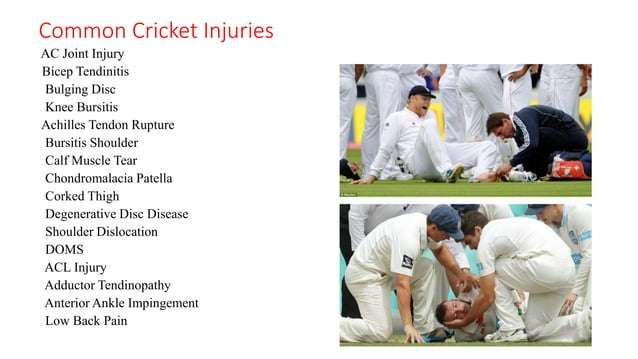 Common Cricket Injuries
AC Joint Injury
Bicep Tendinitis
Bulging Disc
Knee Bursitis
Achilles Tendon Rupture
Bursitis Shoulder
Calf Muscle Tear
Chondromalacia Patella
Corked Thigh
Degenerative Disc Disease
Shoulder Dislocation
DOMS
ACL Injury
Adductor Tendinopathy
Anterior Ankle Impingement
Low Back Pain